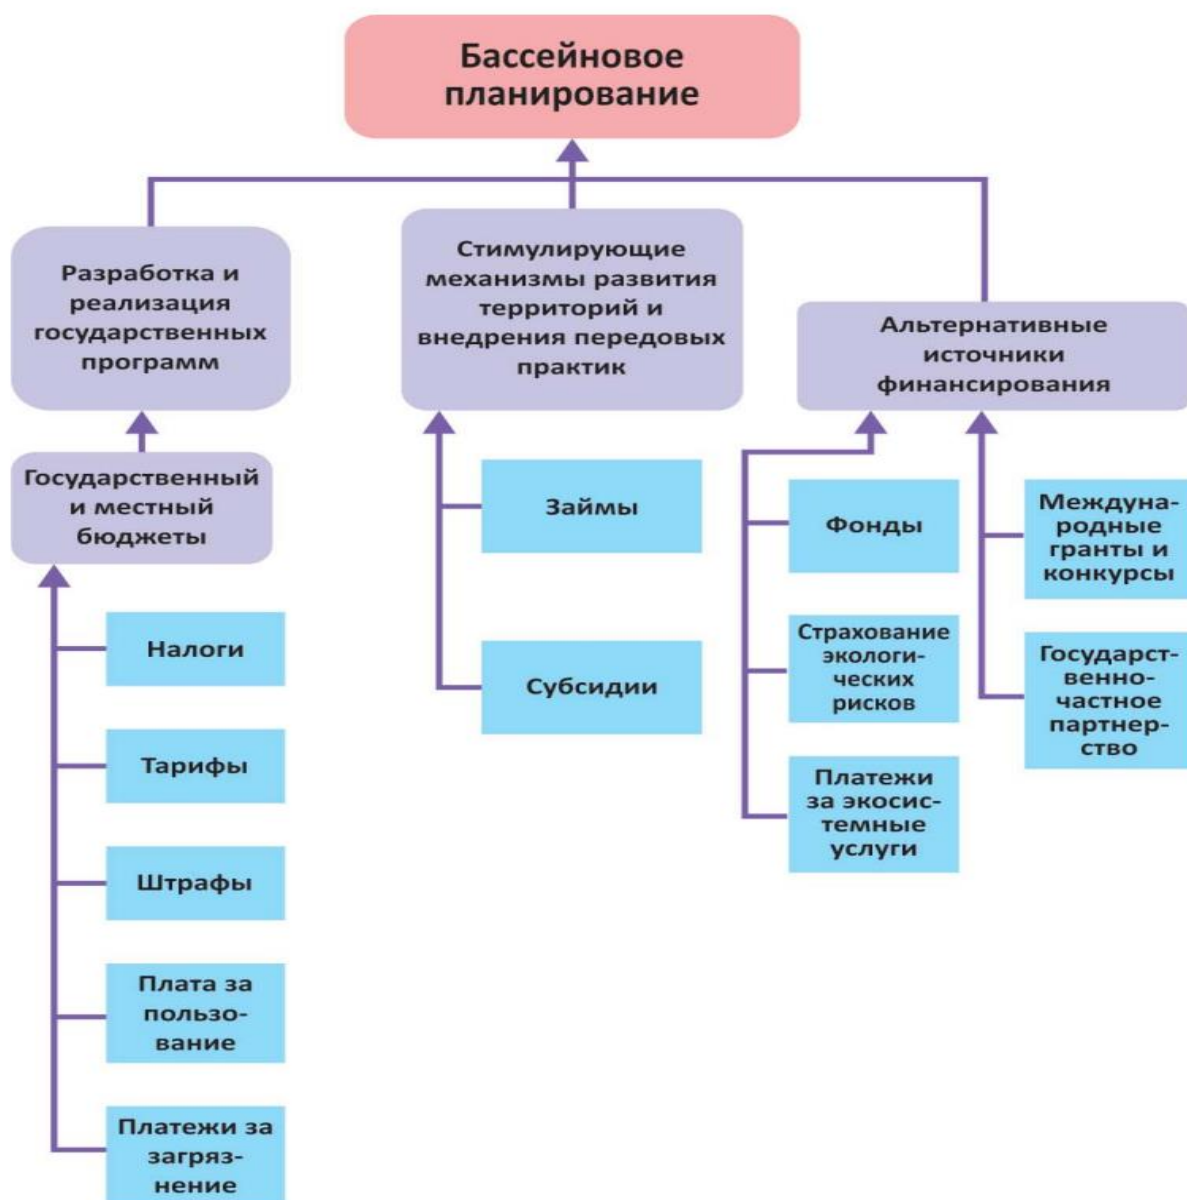 Бассейновое
планирование
Разработка и
реализация
государственных
программ
Стимулирующие
механизмы развития
территорий и
внедрения передовых
практик
Альтернативные
источники
финансирования
Государственный
и местный
бюджеты
Налоги
Тарифы
Штрафы
Плата за
пользо-
вание
Платежи за
загряз-
нение
Займы
Субсидии
Фонды
Страхование
экологи-
ческих
рисков
Платежи
за экосис-
темные
услуги
Междуна-
родные
гранты и
конкурсы
Государст-
венно-
частное
партнер-
ство